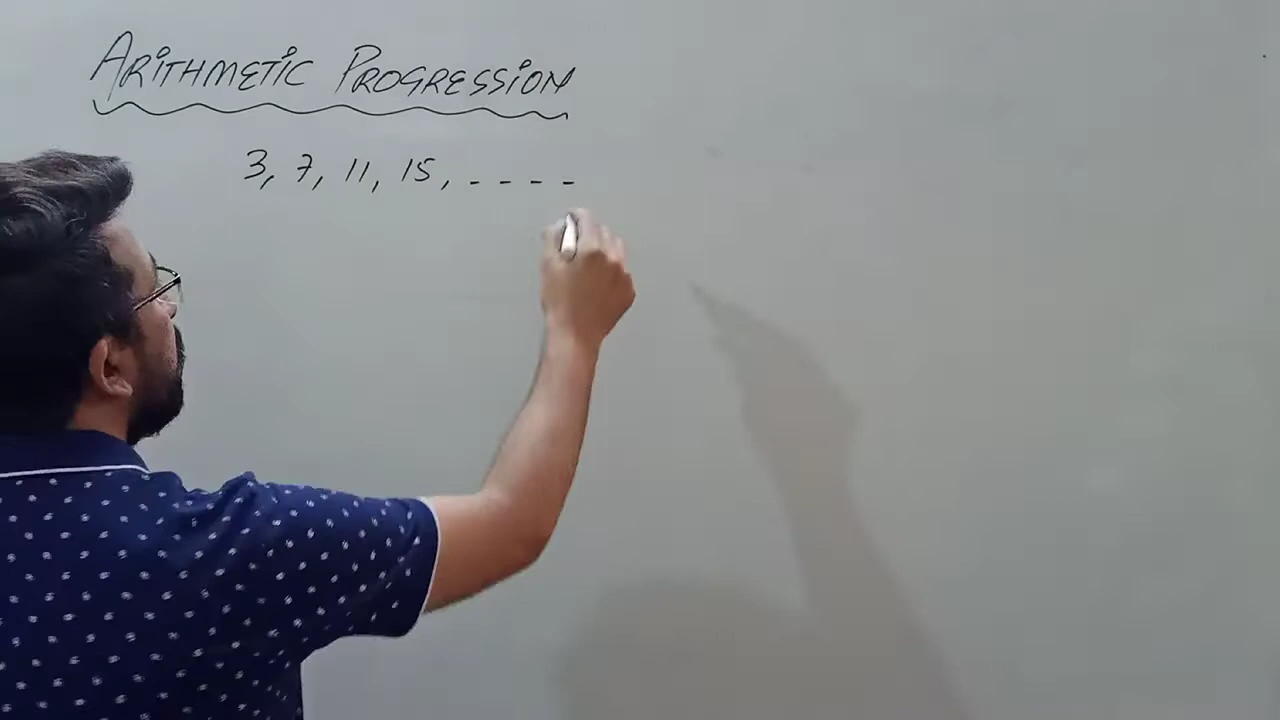 ARiTHMETiC PROGRESSiON
3, 7, 11, 15, - - - -